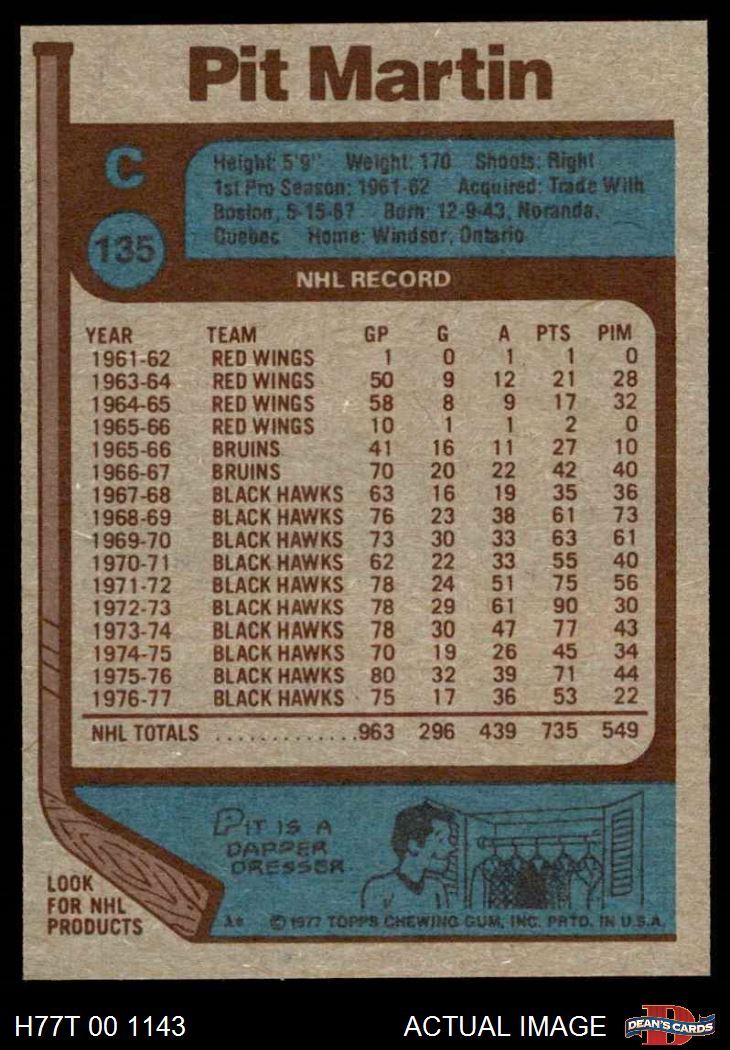 Pit Martin
C
135
Height: 5'9" Weight: 170 Shoots: Right
1st Pro Season: 1961-62 Acquired: Trade With
Boston, 5-15-67 Born: 12-9-43, Noranda,
Quebec Home: Windsor, Ontario
NHL RECORD
YEAR TEAM GP G A PTS PIM
1961-62 RED WINGS 1 0 1 1 0
1963-64 RED WINGS 50 9 12 21 28
1964-65 RED WINGS 58 8 9 17 32
1965-66 RED WINGS 10 1 1 2 0
1965-66 BRUINS 41 16 11 27 10
1966-67 BRUINS 70 20 22 42 40
1967-68 BLACK HAWKS 63 16 19 35 36
1968-69 BLACK HAWKS 76 23 38 61 73
1969-70 BLACK HAWKS 73 30 33 63 61
1970-71 BLACK HAWKS 62 22 33 55 40
1971-72 BLACK HAWKS 78 24 51 75 56
1972-73 BLACK HAWKS 78 29 61 90 30
1973-74 BLACK HAWKS 78 30 47 77 43
1974-75 BLACK HAWKS 70 19 26 45 34
1975-76 BLACK HAWKS 80 32 39 71 44
1976-77 BLACK HAWKS 75 17 36 53 22
NHL TOTALS .............963 296 439 735 549
PIT IS A
DAPPER
DRESSER
LOOK
FOR NHL
PRODUCTS
A* © 1977 TOPPS CHEWING GUM, INC. PRTD. IN U.S.A.
H77T 00 1143 ACTUAL IMAGE
D
DEAN'S CARDS